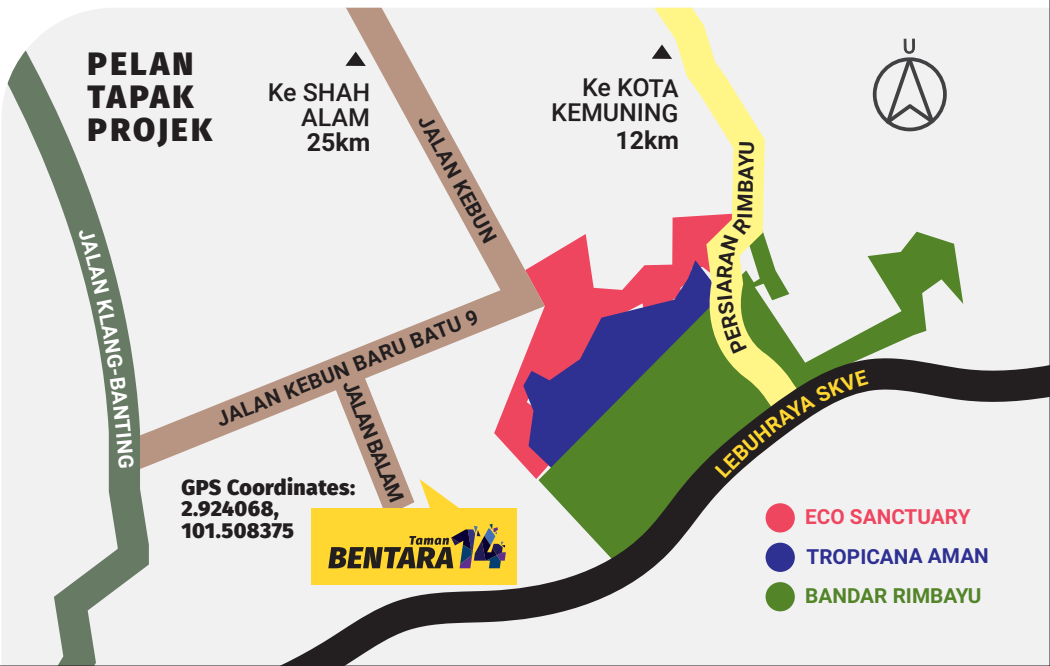 PELAN
TAPAK
PROJEK
Ke SHAH
ALAM
25km
Ke KOTA
KEMUNING
12km
U
JALAN KEBUN
PERSIARAN RIMBAYU
JALAN KLANG-BANTING
JALAN KEBUN BARU BATU 9
JALAN BALAM
LEBUHRAYA SKVE
GPS Coordinates:
2.924068,
101.508375
Taman
BENTARA 14
ECO SANCTUARY
TROPICANA AMAN
BANDAR RIMBAYU